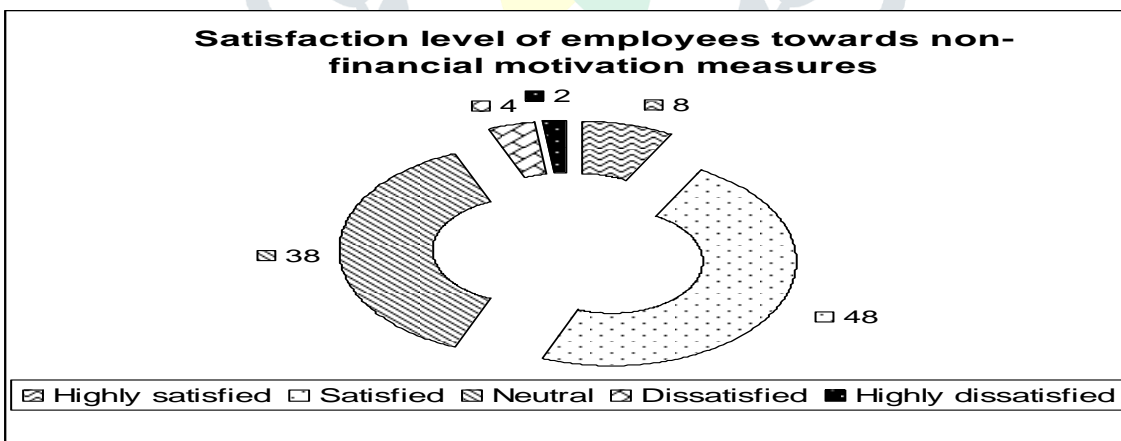 Satisfaction level of employees towards non-
financial motivation measures
4
2
8
38
48
Highly satisfied Satisfied Neutral Dissatisfied Highly dissatisfied